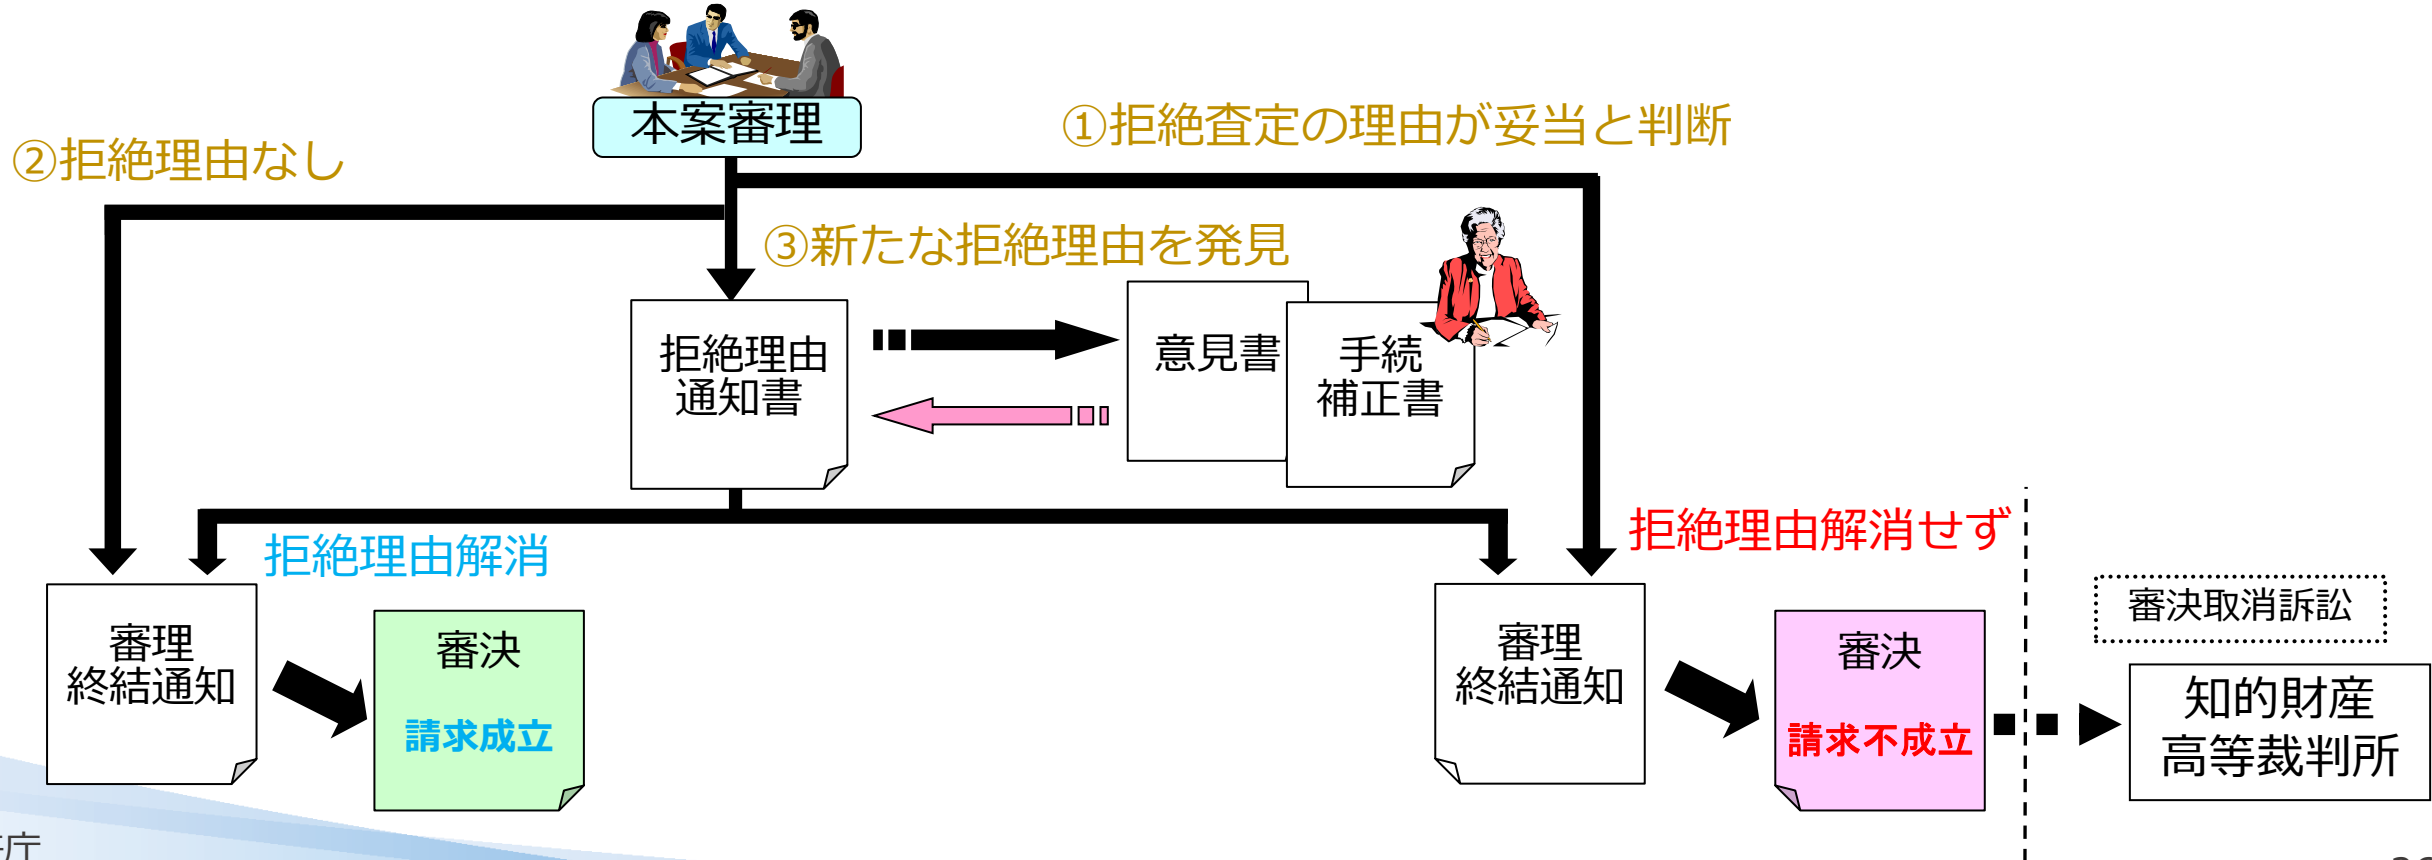 本案審理
①拒絶査定の理由が妥当と判断
②拒絶理由なし
③新たな拒絶理由を発見
拒絶理由
通知書
意見書
手続
補正書
拒絶理由解消
拒絶理由解消せず
審理
終結通知
審決
請求成立
審理
終結通知
審決
請求不成立
審決取消訴訟
知的財産
高等裁判所
庁